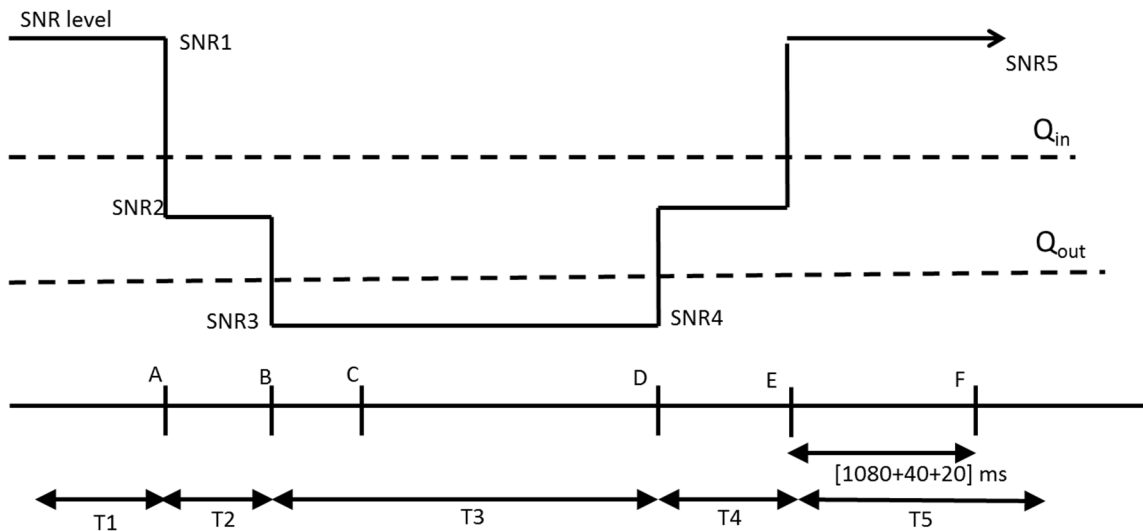 SNR level
SNR1
SNR5
Qin
SNR2
Qout
SNR3
SNR4
A
B
C
D
E
F
[1080+40+20] ms
T1
T2
T3
T4
T5